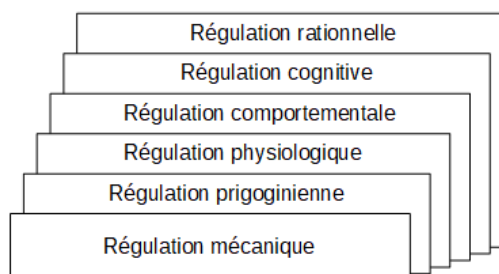 Régulation rationnelle
Régulation cognitive
Régulation comportementale
Régulation physiologique
Régulation prigoginienne
Régulation mécanique